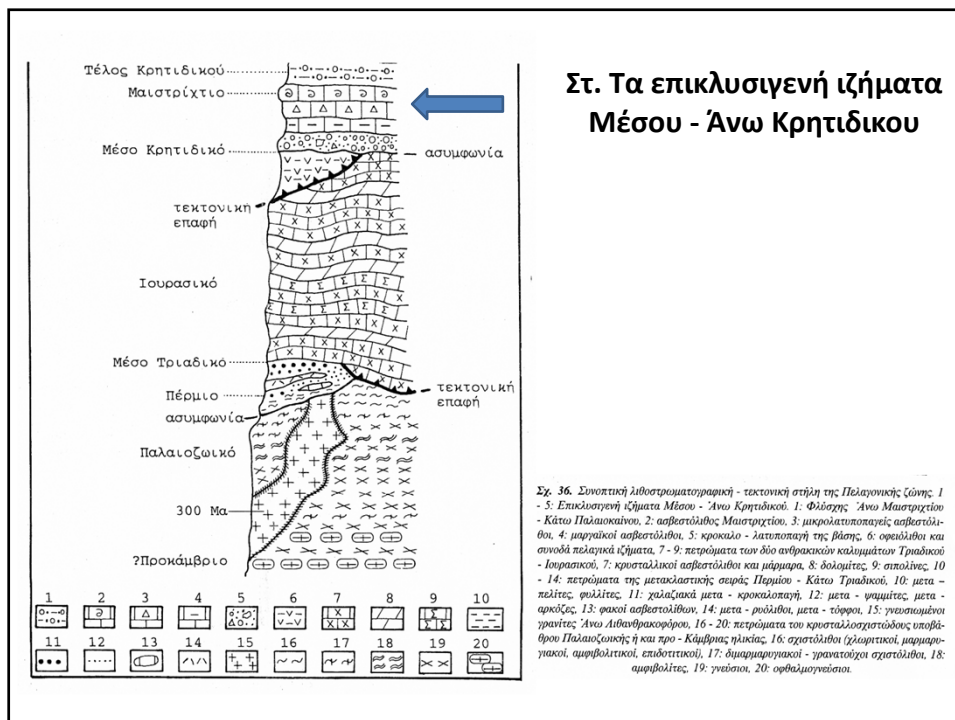 Στ. Τα επικλυσιγενή ιζήματα
Μέσου - Άνω Κρητιδικου
Τέλος Κρητιδικού
Μαιστρίχτιο
Μέσο Κρητιδικό
ασυμφωνία
τεκτονική
επαφή
Ιουρασικό
Μέσο Τριαδικό
τεκτονική
επαφή
Πέρμιο
ασυμφωνία
Παλαιοζωικό
300 Ma
?Προκάμβριο
1 2 3 4 5 6 7 8 9 10
11 12 13 14 15 16 17 18 19 20
Σχ. 36. Συνοπτική λιθοστρωματογραφική - τεκτονική στήλη της Πελαγονικής ζώνης. 1
- 5: Επικλυσιγενή ιζήματα Μέσου - Άνω Κρητιδικού. 1: Φλύσχης Άνω Μαιστριχτίου
- Κάτω Παλαιοκαίνου, 2: ασβεστόλιθος Μαιστριχτίου, 3: μικρολατυποπαγείς ασβεστόλι-
θοι, 4: μαργαϊκοί ασβεστόλιθοι, 5: κροκαλο - λατυποπαγή της βάσης, 6: οφειόλιθοι και
συνοδά πελαγικά ιζήματα, 7 - 9: πετρώματα των δύο ανθρακικών καλυμμάτων Τριαδικού
- Ιουρασικού, 7: κρυσταλλικοί ασβεστόλιθοι και μάρμαρα, 8: δολομίτες, 9: σιπολίνες, 10
- 14: πετρώματα της μετακλαστικής σειράς Περμίου - Κάτω Τριαδικού, 10: μετα -
πελίτες, φυλλίτες, 11: χαλαζιακά μετα - κροκαλοπαγή, 12: μετα - ψαμμίτες, μετα -
αρκόζες, 13: φακοί ασβεστολίθων, 14: μετα - ρυόλιθοι, μετα - τόφφοι, 15: γνευσιωμένοι
γρανίτες Άνω Λιθανθρακοφόρου, 16 - 20: πετρώματα του κρυσταλλοσχιστώδους υποβά-
θρου Παλαιοζωικής ή και προ - Κάμβριας ηλικίας, 16: σχιστόλιθοι (χλωριτικοί, μαρμαρυ-
γιακοί, αμφιβολιτικοί, επιδοτιτικοί), 17: διμαρμαρυγιακοί - γρανατούχοι σχιστόλιθοι, 18:
αμφιβολίτες, 19: γνεύσιοι, 20: οφθαλμογνεύσιοι.